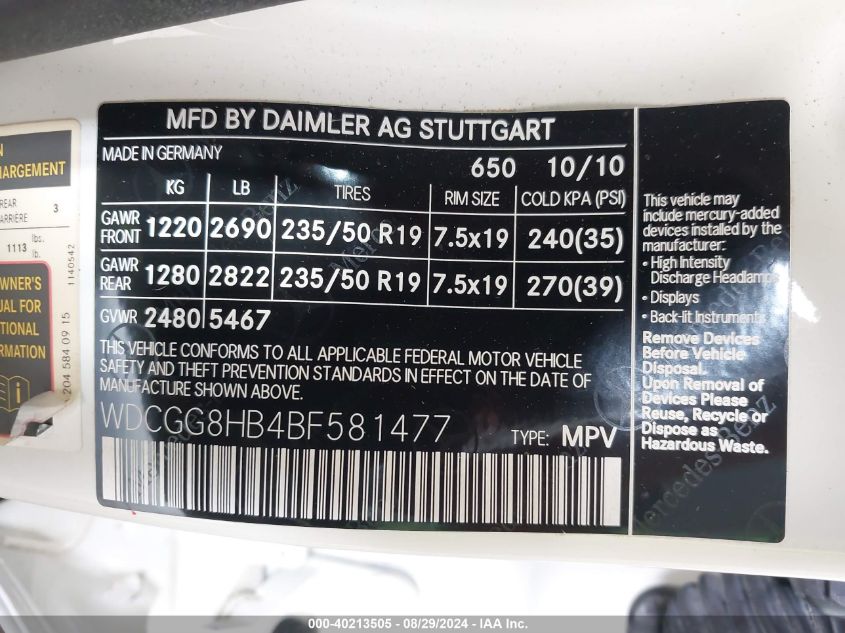 MFD BY DAIMLER AG STUTTGART
MADE IN GERMANY 650 10/10
KG LB TIRES RIM SIZE COLD KPA (PSI)
GAWR FRONT 1220 2690 235/50 R19 7.5x19 240(35)
GAWR REAR 1280 2822 235/50 R19 7.5x19 270(39)
GVWR 2480 5467
THIS VEHICLE CONFORMS TO ALL APPLICABLE FEDERAL MOTOR VEHICLE
SAFETY AND THEFT PREVENTION STANDARDS IN EFFECT ON THE DATE OF
MANUFACTURE SHOWN ABOVE.
WDCGG8HB4BF581477 TYPE: MPV
This vehicle may
include mercury-added
devices installed by the
manufacturer:
• High Intensity
Discharge Headlamps
• Displays
• Back-lit Instruments
Remove Devices
Before Vehicle
Disposal.
Upon Removal of
Devices Please
Reuse, Recycle or
Dispose as
Hazardous Waste.
REAR 3
1113 lbs.
lb.
1140542
204 584 09 15
000-40213505 - 08/29/2024 - IAA Inc.